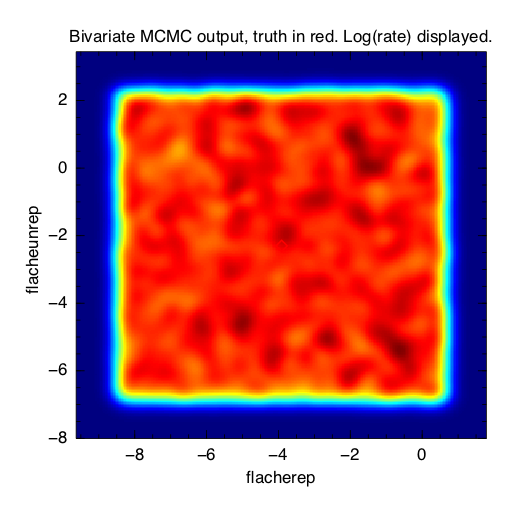 Bivariate MCMC output, truth in red. Log(rate) displayed.
2
0
−2
−4
−6
−8
flacheunrep
−8 −6 −4 −2 0
flacherep